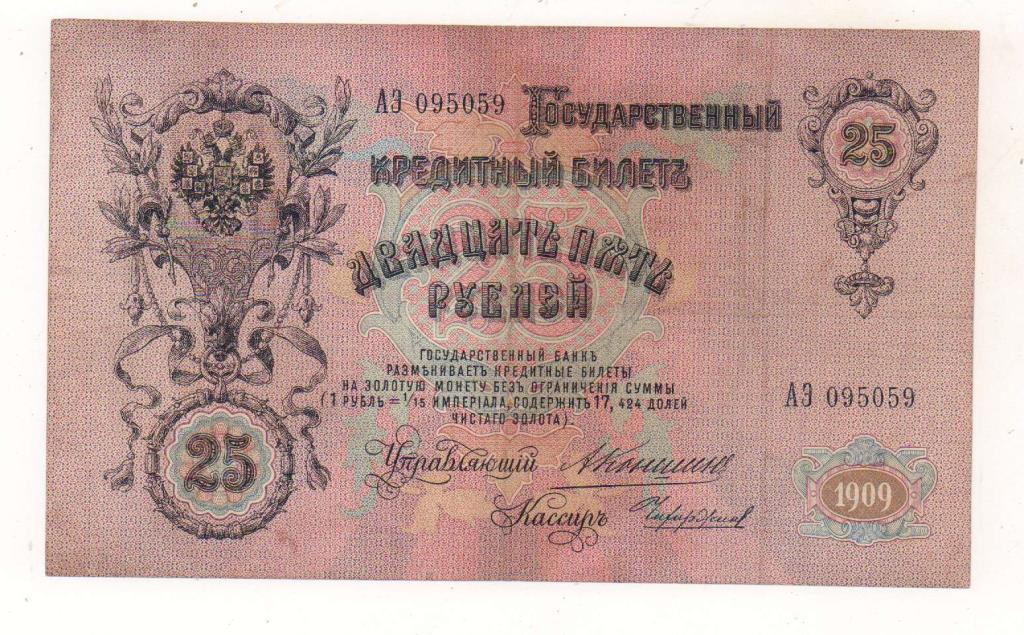 АЭ 095059 ГОСУДАРСТВЕННЫЙ
25
КРЕДИТНЫЙ БИЛЕТЪ
ДВАДЦАТЬ ПЯТЬ
РУБЛЕЙ
ГОСУДАРСТВЕННЫЙ БАНКЪ
РАЗМѢНИВАЕТЪ КРЕДИТНЫЕ БИЛЕТЫ
НА ЗОЛОТУЮ МОНЕТУ БЕЗЪ ОГРАНИЧЕНІЯ СУММЫ
(1 РУБЛЬ = 1/15 ИМПЕРІАЛА, СОДЕРЖИТЪ 17, 424 ДОЛЕЙ
ЧИСТАГО ЗОЛОТА).
АЭ 095059
25
Управляющій АКоншинъ
Кассиръ
1909